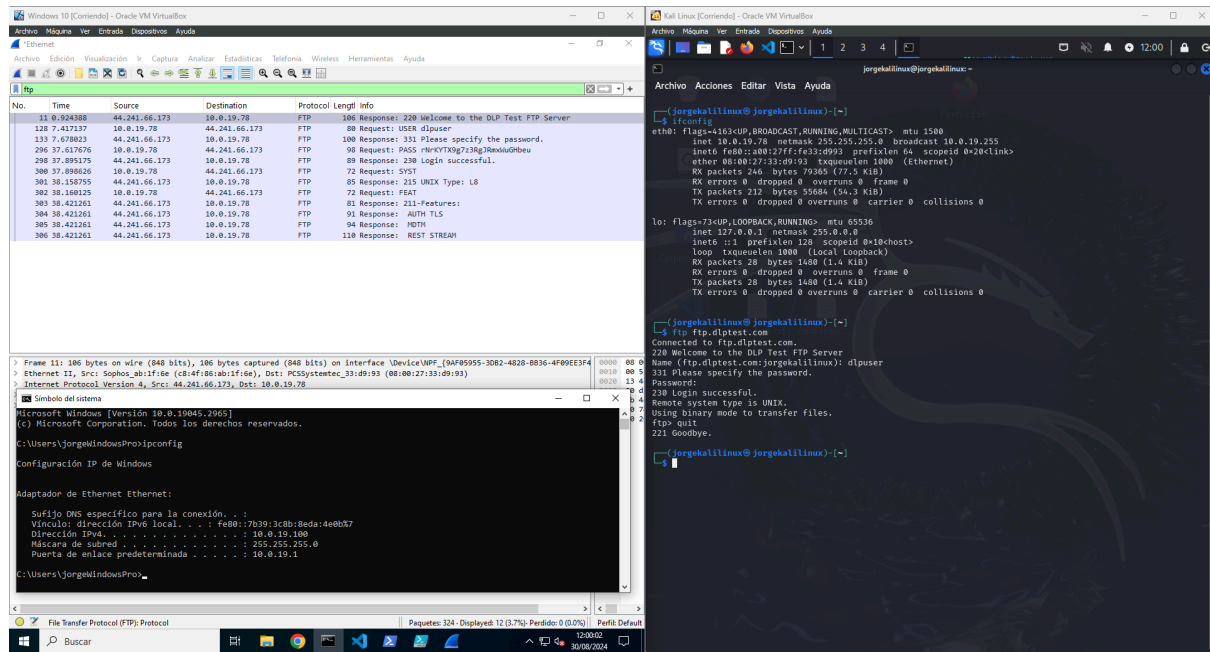 Windows 10 [Corriendo] - Oracle VM VirtualBox
Archivo Máquina Ver Entrada Dispositivos Ayuda
*Ethernet
Archivo Edición Visualización Ir Captura Analizar Estadísticas Telefonía Wireless Herramientas Ayuda
ftp
No. Time Source Destination Protocol Lengtl Info
11 0.924388 44.241.66.173 10.0.19.78 FTP 106 Response: 220 Welcome to the DLP Test FTP Server
128 7.417137 10.0.19.78 44.241.66.173 FTP 80 Request: USER dlpuser
133 7.678023 44.241.66.173 10.0.19.78 FTP 100 Response: 331 Please specify the password.
296 37.617676 10.0.19.78 44.241.66.173 FTP 98 Request: PASS rNrKYTX9g7z3RgJRmxWuGHbeu
298 37.895175 44.241.66.173 10.0.19.78 FTP 89 Response: 230 Login successful.
300 37.898626 10.0.19.78 44.241.66.173 FTP 72 Request: SYST
301 38.158755 44.241.66.173 10.0.19.78 FTP 85 Response: 215 UNIX Type: L8
302 38.160125 10.0.19.78 44.241.66.173 FTP 72 Request: FEAT
303 38.421261 44.241.66.173 10.0.19.78 FTP 81 Response: 211-Features:
304 38.421261 44.241.66.173 10.0.19.78 FTP 91 Response: AUTH TLS
305 38.421261 44.241.66.173 10.0.19.78 FTP 94 Response: MDTM
306 38.421261 44.241.66.173 10.0.19.78 FTP 110 Response: REST STREAM
> Frame 11: 106 bytes on wire (848 bits), 106 bytes captured (848 bits) on interface \Device\NPF_{9AF05955-3DB2-4828-BB36-4F09EE3F4
> Ethernet II, Src: Sophos_ab:1f:6e (c8:4f:86:ab:1f:6e), Dst: PCSSystemtec_33:d9:93 (08:00:27:33:d9:93)
> Internet Protocol Version 4, Src: 44.241.66.173, Dst: 10.0.19.78
0000 08 0
0010 00 5
0020 13 4
Símbolo del sistema
Microsoft Windows [Versión 10.0.19045.2965]
(c) Microsoft Corporation. Todos los derechos reservados.
C:\Users\jorgeWindowsPro>ipconfig
Configuración IP de Windows
Adaptador de Ethernet Ethernet:
Sufijo DNS específico para la conexión. . :
Vínculo: dirección IPv6 local. . . : fe80::7b39:3c8b:8eda:4e0b%7
Dirección IPv4. . . . . . . . . . . . . . : 10.0.19.100
Máscara de subred . . . . . . . . . . . . : 255.255.255.0
Puerta de enlace predeterminada . . . . . : 10.0.19.1
C:\Users\jorgeWindowsPro>
File Transfer Protocol (FTP): Protocol
Paquetes: 324 · Displayed: 12 (3.7%)· Perdido: 0 (0.0%)
Perfil: Default
Buscar
12:00:02
30/08/2024
Kali Linux [Corriendo] - Oracle VM VirtualBox
Archivo Máquina Ver Entrada Dispositivos Ayuda
1 2 3 4
12:00
jorgekalilinux@jorgekalilinux: ~
Archivo Acciones Editar Vista Ayuda
(jorgekalilinux㉿jorgekalilinux)-[~]
$ ifconfig
eth0: flags=4163<UP,BROADCAST,RUNNING,MULTICAST> mtu 1500
inet 10.0.19.78 netmask 255.255.255.0 broadcast 10.0.19.255
inet6 fe80::a00:27ff:fe33:d993 prefixlen 64 scopeid 0×20<link>
ether 08:00:27:33:d9:93 txqueuelen 1000 (Ethernet)
RX packets 246 bytes 79365 (77.5 KiB)
RX errors 0 dropped 0 overruns 0 frame 0
TX packets 212 bytes 55684 (54.3 KiB)
TX errors 0 dropped 0 overruns 0 carrier 0 collisions 0
lo: flags=73<UP,LOOPBACK,RUNNING> mtu 65536
inet 127.0.0.1 netmask 255.0.0.0
inet6 ::1 prefixlen 128 scopeid 0×10<host>
loop txqueuelen 1000 (Local Loopback)
RX packets 28 bytes 1480 (1.4 KiB)
RX errors 0 dropped 0 overruns 0 frame 0
TX packets 28 bytes 1480 (1.4 KiB)
TX errors 0 dropped 0 overruns 0 carrier 0 collisions 0
(jorgekalilinux㉿jorgekalilinux)-[~]
$ ftp ftp.dlptest.com
Connected to ftp.dlptest.com.
220 Welcome to the DLP Test FTP Server
Name (ftp.dlptest.com:jorgekalilinux): dlpuser
331 Please specify the password.
Password:
230 Login successful.
Remote system type is UNIX.
Using binary mode to transfer files.
ftp> quit
221 Goodbye.
(jorgekalilinux㉿jorgekalilinux)-[~]
$